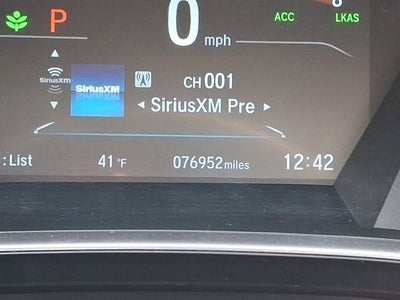 P 0 mph ACC LKAS
SiriusXM SiriusXM CH 001
SiriusXM Pre
:List 41 °F 076952 miles 12:42